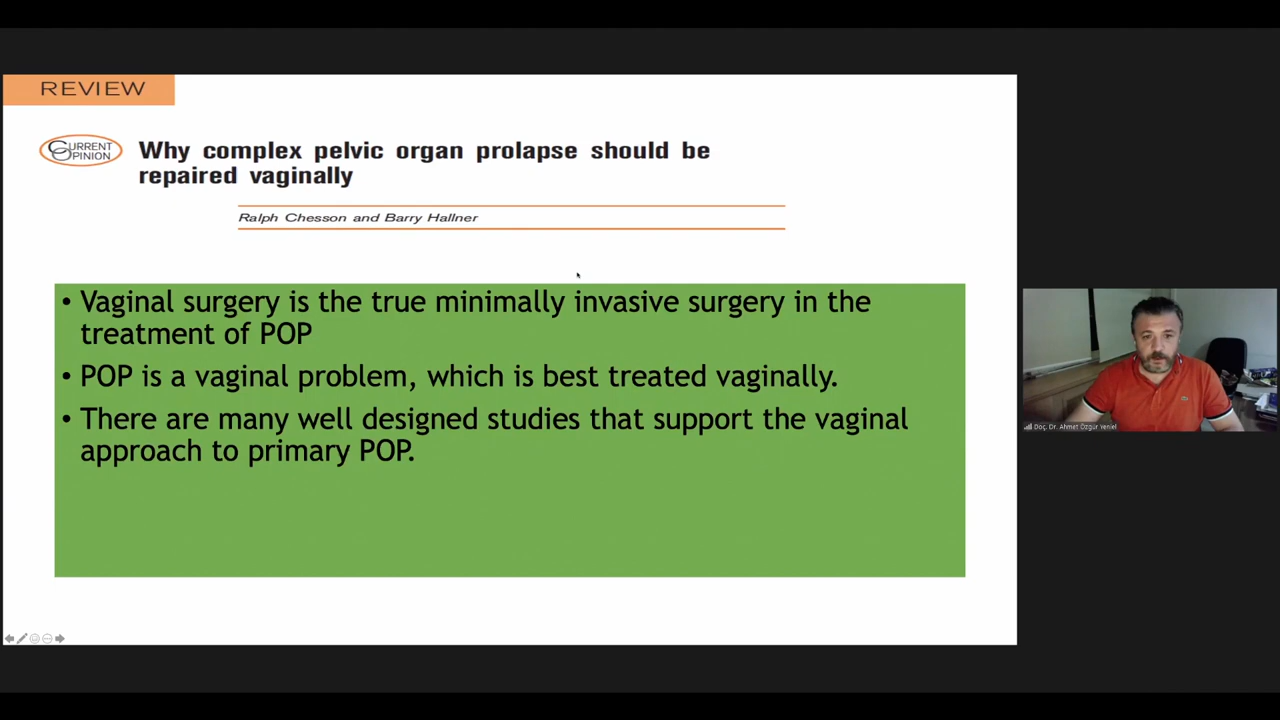 REVIEW
CURRENT
OPINION
Why complex pelvic organ prolapse should be
repaired vaginally
Ralph Chesson and Barry Hallner
• Vaginal surgery is the true minimally invasive surgery in the
treatment of POP
• POP is a vaginal problem, which is best treated vaginally.
• There are many well designed studies that support the vaginal
approach to primary POP.
Doç. Dr. Ahmet Özgür Yeniel